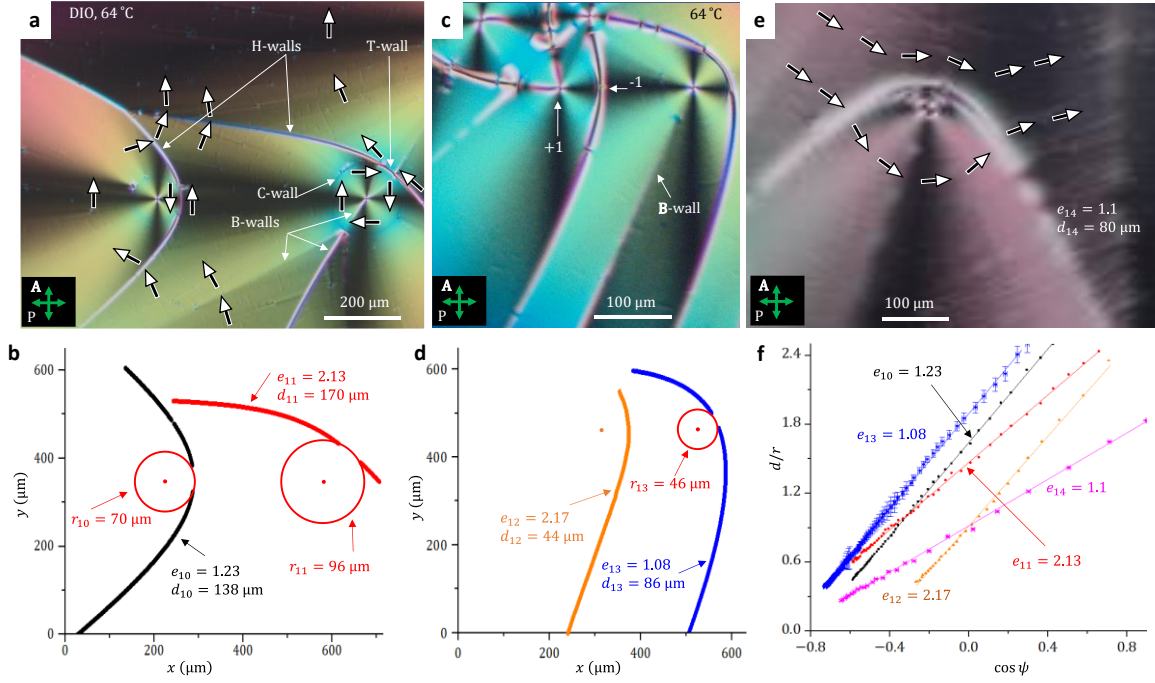 a
DIO, 64 °C
H-walls
T-wall
C-wall
B-walls
A
P
200 μm
c
64 °C
-1
+1
B-wall
A
P
100 μm
e
e₁₄ = 1.1
d₁₄ = 80 μm
A
P
100 μm
b
600
400
200
0
y (μm)
e₁₁ = 2.13
d₁₁ = 170 μm
r₁₀ = 70 μm
e₁₀ = 1.23
d₁₀ = 138 μm
r₁₁ = 96 μm
0 200 400 600
x (μm)
d
600
400
200
0
y (μm)
r₁₃ = 46 μm
e₁₂ = 2.17
d₁₂ = 44 μm
e₁₃ = 1.08
d₁₃ = 86 μm
0 200 400 600
x (μm)
f
2.4
1.8
1.2
0.6
0.0
d/r
e₁₀ = 1.23
e₁₃ = 1.08
e₁₄ = 1.1
e₁₁ = 2.13
e₁₂ = 2.17
−0.8 −0.4 0.0 0.4 0.8
cos ψ